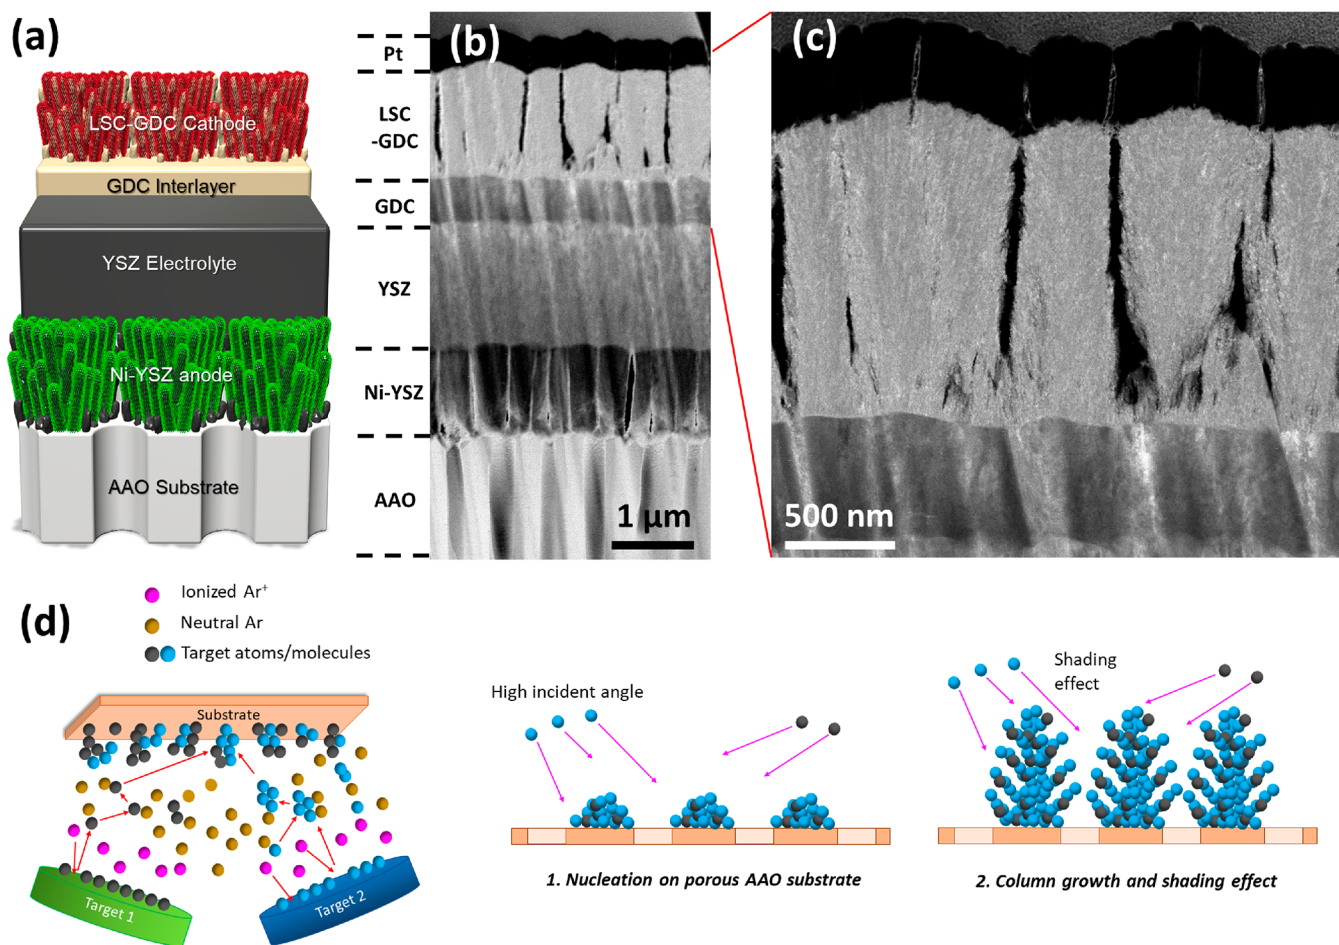 (a)
LSC-GDC Cathode
GDC Interlayer
YSZ Electrolyte
Ni-YSZ anode
AAO Substrate
Pt
LSC
-GDC
GDC
YSZ
Ni-YSZ
AAO
(b)
1 μm
(c)
500 nm
(d)
Ionized Ar⁺
Neutral Ar
Target atoms/molecules
Substrate
Target 1
Target 2
High incident angle
1. Nucleation on porous AAO substrate
Shading
effect
2. Column growth and shading effect